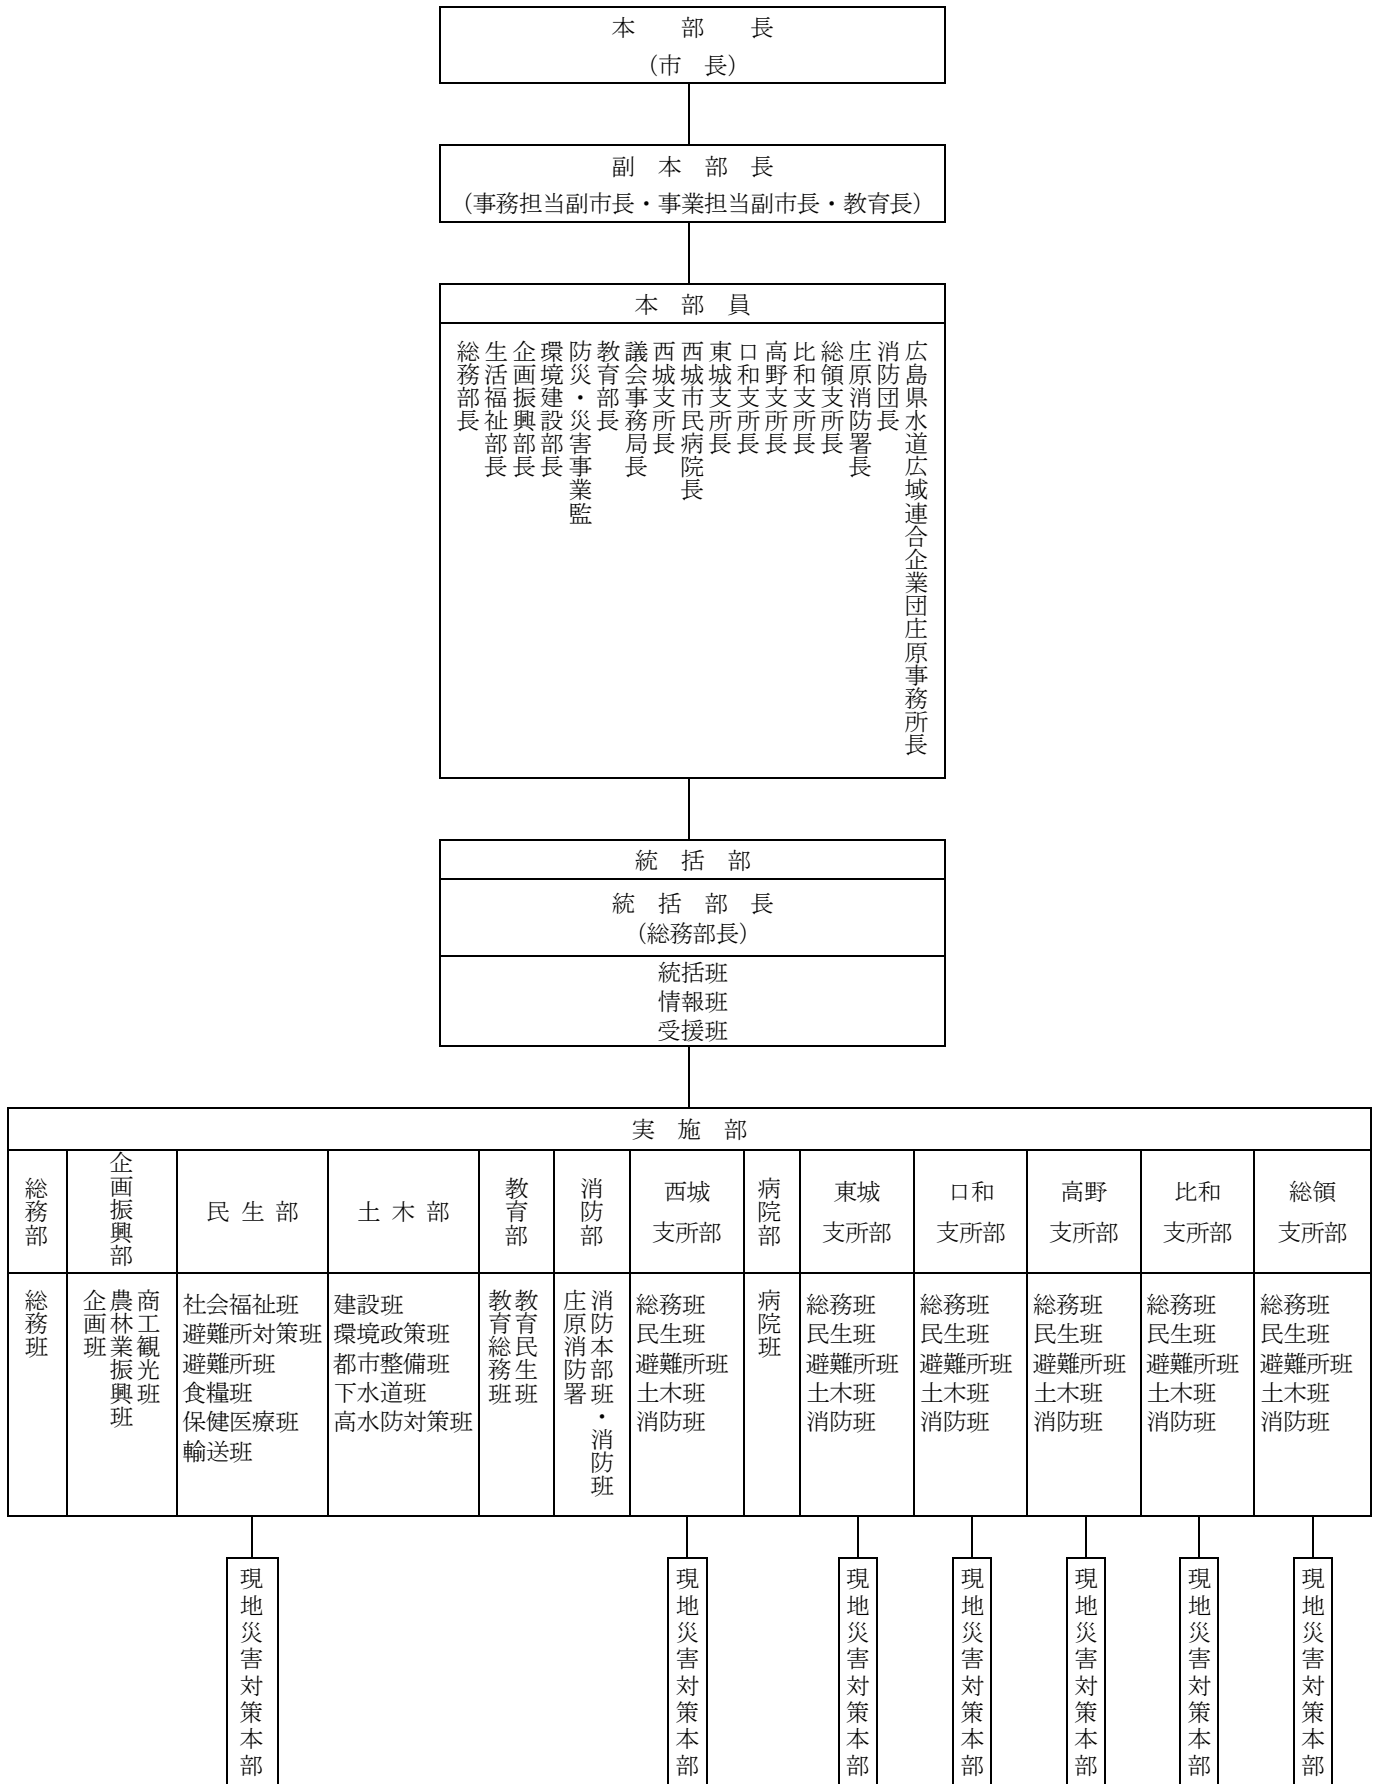 本　部　長
（市　長）
副　本　部　長
（事務担当副市長・事業担当副市長・教育長）
本　部　員
総務部長
生活福祉部長
企画振興部長
環境建設部長
防災・災害事業監
教育部長
議会事務局長
西城支所長
西城市民病院長
東城支所長
口和支所長
高野支所長
比和支所長
総領支所長
庄原消防署長
消防団長
広島県水道広域連合企業団庄原事務所長
統　括　部
統　括　部　長
（総務部長）
統括班
情報班
受援班
実　施　部
総務部
企画振興部
民 生 部
土 木 部
教育部
消防部
西城
支所部
病院部
東城
支所部
口和
支所部
高野
支所部
比和
支所部
総領
支所部
総務班
企画班
農林業振興班
商工観光班
社会福祉班
避難所対策班
避難所班
食糧班
保健医療班
輸送班
建設班
環境政策班
都市整備班
下水道班
高水防対策班
教育総務班
教育民生班
庄原消防署
消防本部班・消防班
総務班
民生班
避難所班
土木班
消防班
病院班
総務班
民生班
避難所班
土木班
消防班
総務班
民生班
避難所班
土木班
消防班
総務班
民生班
避難所班
土木班
消防班
総務班
民生班
避難所班
土木班
消防班
総務班
民生班
避難所班
土木班
消防班
現地災害対策本部
現地災害対策本部
現地災害対策本部
現地災害対策本部
現地災害対策本部
現地災害対策本部
現地災害対策本部